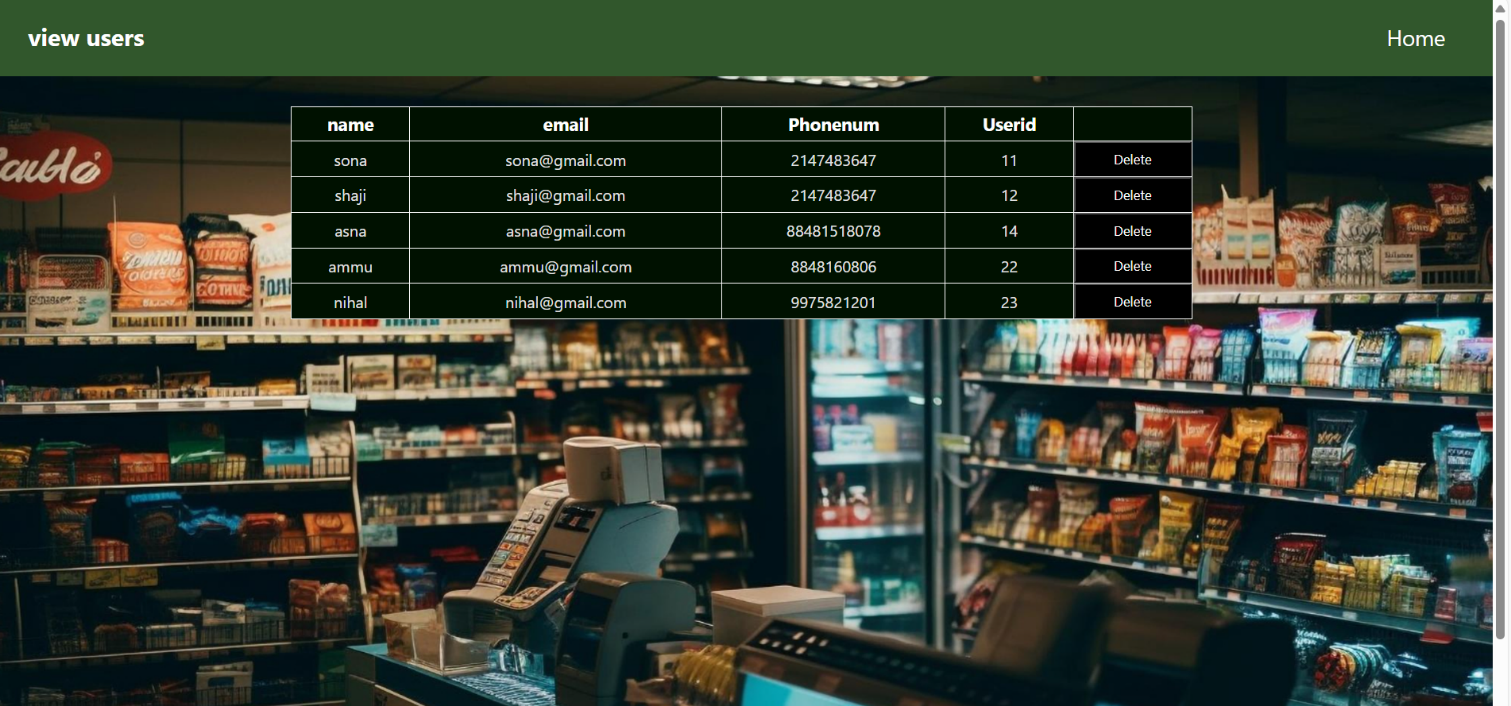 view users Home
name email Phonenum Userid
sona sona@gmail.com 2147483647 11 Delete
shaji shaji@gmail.com 2147483647 12 Delete
asna asna@gmail.com 88481518078 14 Delete
ammu ammu@gmail.com 8848160806 22 Delete
nihal nihal@gmail.com 9975821201 23 Delete